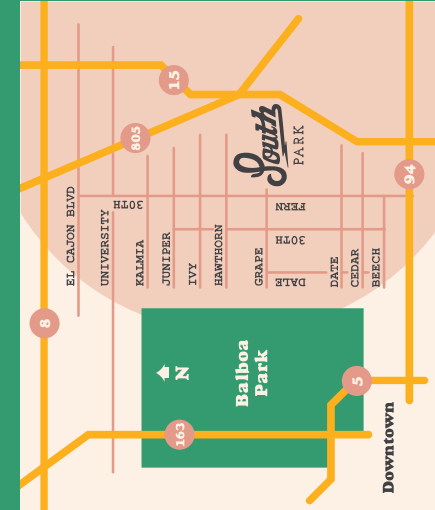 15
805
South
PARK
94
EL CAJON BLVD
UNIVERSITY
30TH
KALMIA
JUNIPER
IVY
HAWTHORN
GRAPE
FERN
30TH
DALE
DATE
CEDAR
BEECH
8
N
Balboa
Park
5
163
Downtown